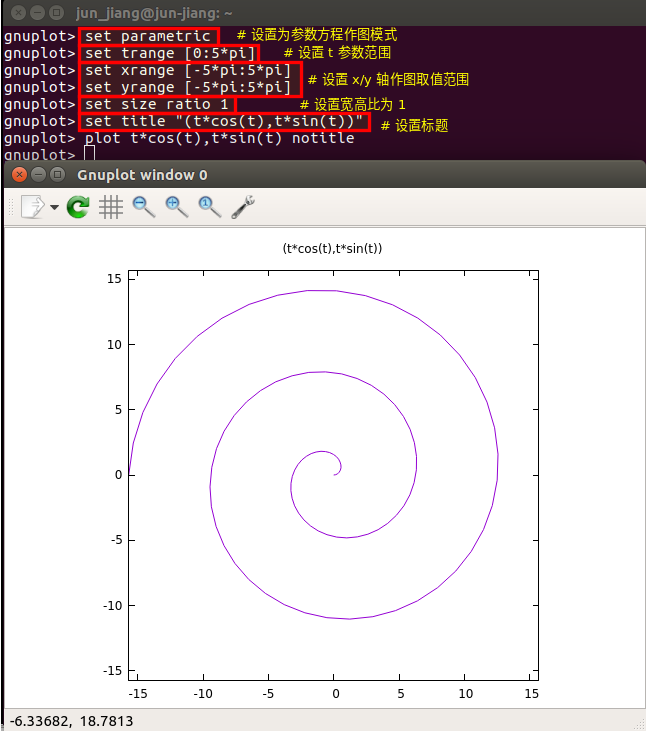 jun_jiang@jun-jiang: ~
gnuplot> set parametric # 设置为参数方程作图模式
gnuplot> set trange [0:5*pi] # 设置 t 参数范围
gnuplot> set xrange [-5*pi:5*pi]
# 设置 x/y 轴作图取值范围
gnuplot> set yrange [-5*pi:5*pi]
gnuplot> set size ratio 1 # 设置宽高比为 1
gnuplot> set title "(t*cos(t),t*sin(t))" # 设置标题
gnuplot> plot t*cos(t),t*sin(t) notitle
gnuplot>
Gnuplot window 0
(t*cos(t),t*sin(t))
15
10
5
0
-5
-10
-15
-15 -10 -5 0 5 10 15
-6.33682, 18.7813